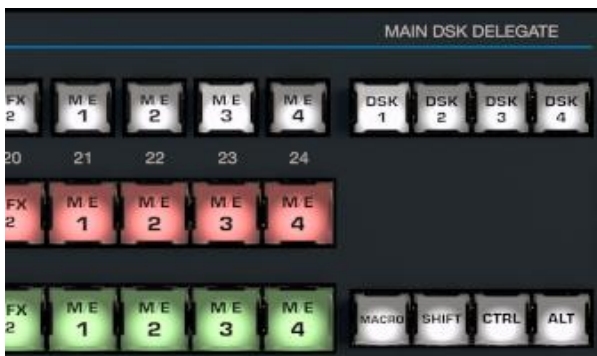 MAIN DSK DELEGATE
FX 2 M/E 1 M/E 2 M/E 3 M/E 4 DSK 1 DSK 2 DSK 3 DSK 4
20 21 22 23 24
FX 2 M/E 1 M/E 2 M/E 3 M/E 4
FX 2 M/E 1 M/E 2 M/E 3 M/E 4 MACRO SHIFT CTRL ALT